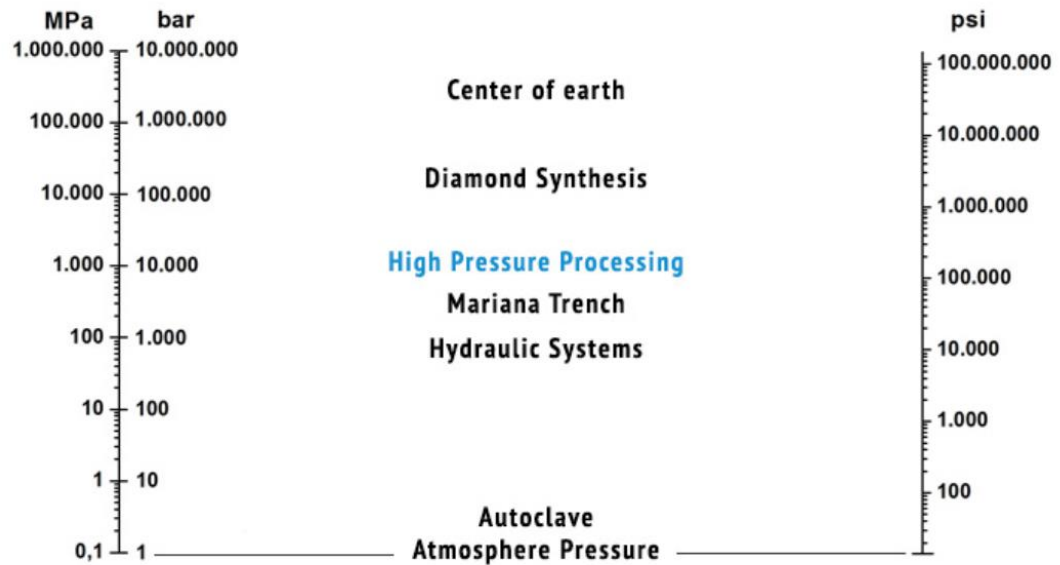 MPa bar psi
1.000.000 10.000.000
100.000.000
Center of earth
100.000 1.000.000
10.000.000
Diamond Synthesis
10.000 100.000
1.000.000
High Pressure Processing
1.000 10.000
100.000
Mariana Trench
100 1.000
Hydraulic Systems
10.000
10 100
1.000
1 10
100
Autoclave
0,1 1 Atmosphere Pressure